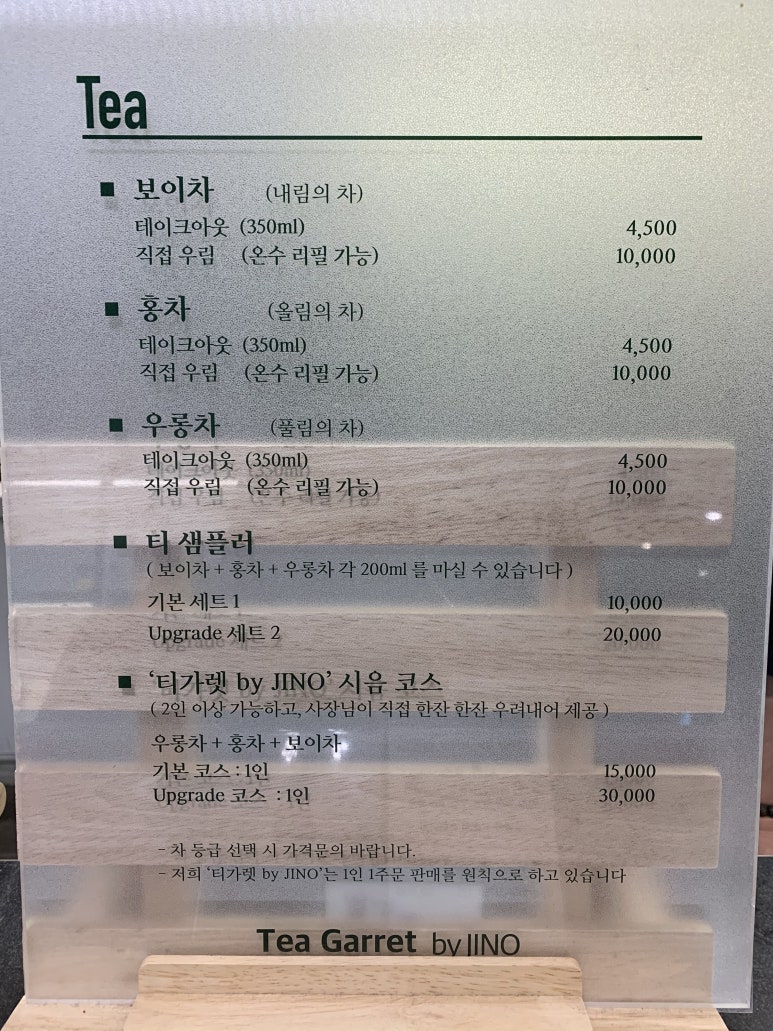 Tea
■ 보이차 (내림의 차)
테이크아웃 (350ml) 4,500
직접 우림 (온수 리필 가능) 10,000
■ 홍차 (올림의 차)
테이크아웃 (350ml) 4,500
직접 우림 (온수 리필 가능) 10,000
■ 우롱차 (풀림의 차)
테이크아웃 (350ml) 4,500
직접 우림 (온수 리필 가능) 10,000
■ 티 샘플러
( 보이차 + 홍차 + 우롱차 각 200ml 를 마실 수 있습니다 )
기본 세트 1 10,000
Upgrade 세트 2 20,000
■ ‘티가렛 by JINO’ 시음 코스
( 2인 이상 가능하고, 사장님이 직접 한잔 한잔 우려내어 제공 )
우롱차 + 홍차 + 보이차
기본 코스 : 1인 15,000
Upgrade 코스 : 1인 30,000
- 차 등급 선택 시 가격문의 바랍니다.
- 저희 ‘티가렛 by JINO’는 1인 1주문 판매를 원칙으로 하고 있습니다
Tea Garret by JINO